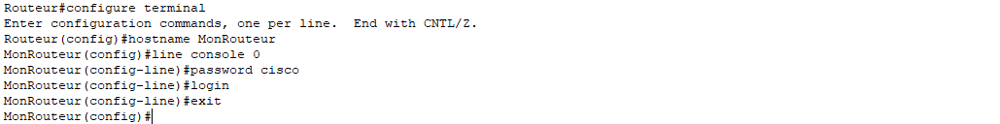 Routeur#configure terminal
Enter configuration commands, one per line.  End with CNTL/Z.
Routeur(config)#hostname MonRouteur
MonRouteur(config)#line console 0
MonRouteur(config-line)#password cisco
MonRouteur(config-line)#login
MonRouteur(config-line)#exit
MonRouteur(config)#